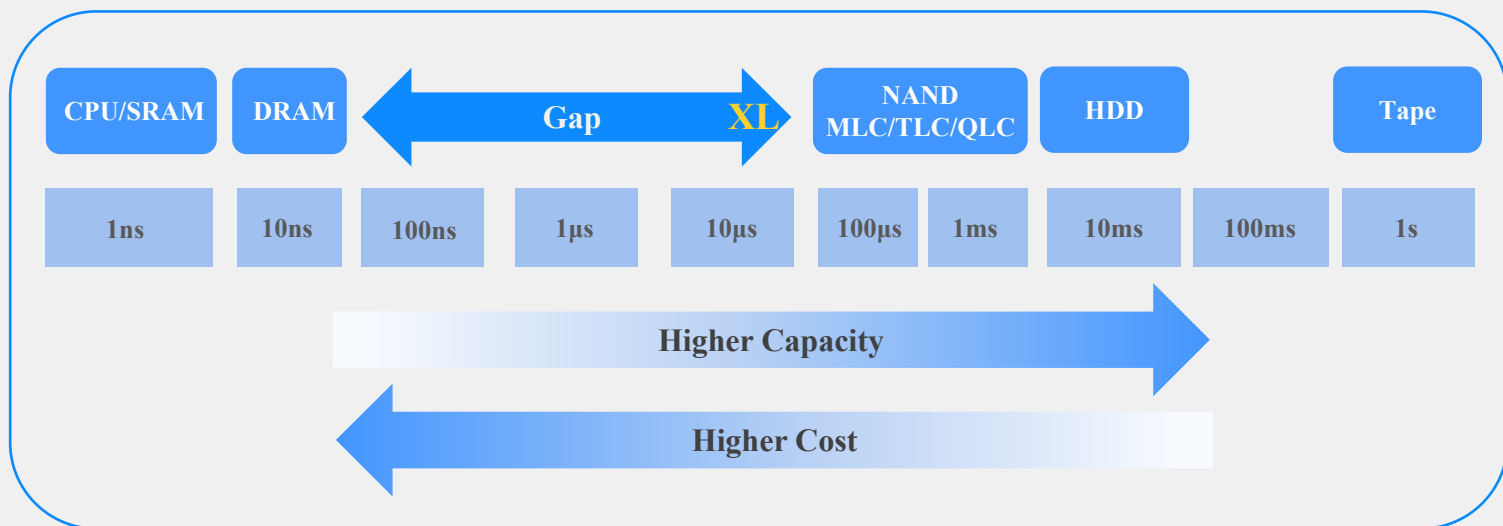 CPU/SRAM
DRAM
Gap
XL
NAND
MLC/TLC/QLC
HDD
Tape
1ns
10ns
100ns
1μs
10μs
100μs
1ms
10ms
100ms
1s
Higher Capacity
Higher Cost